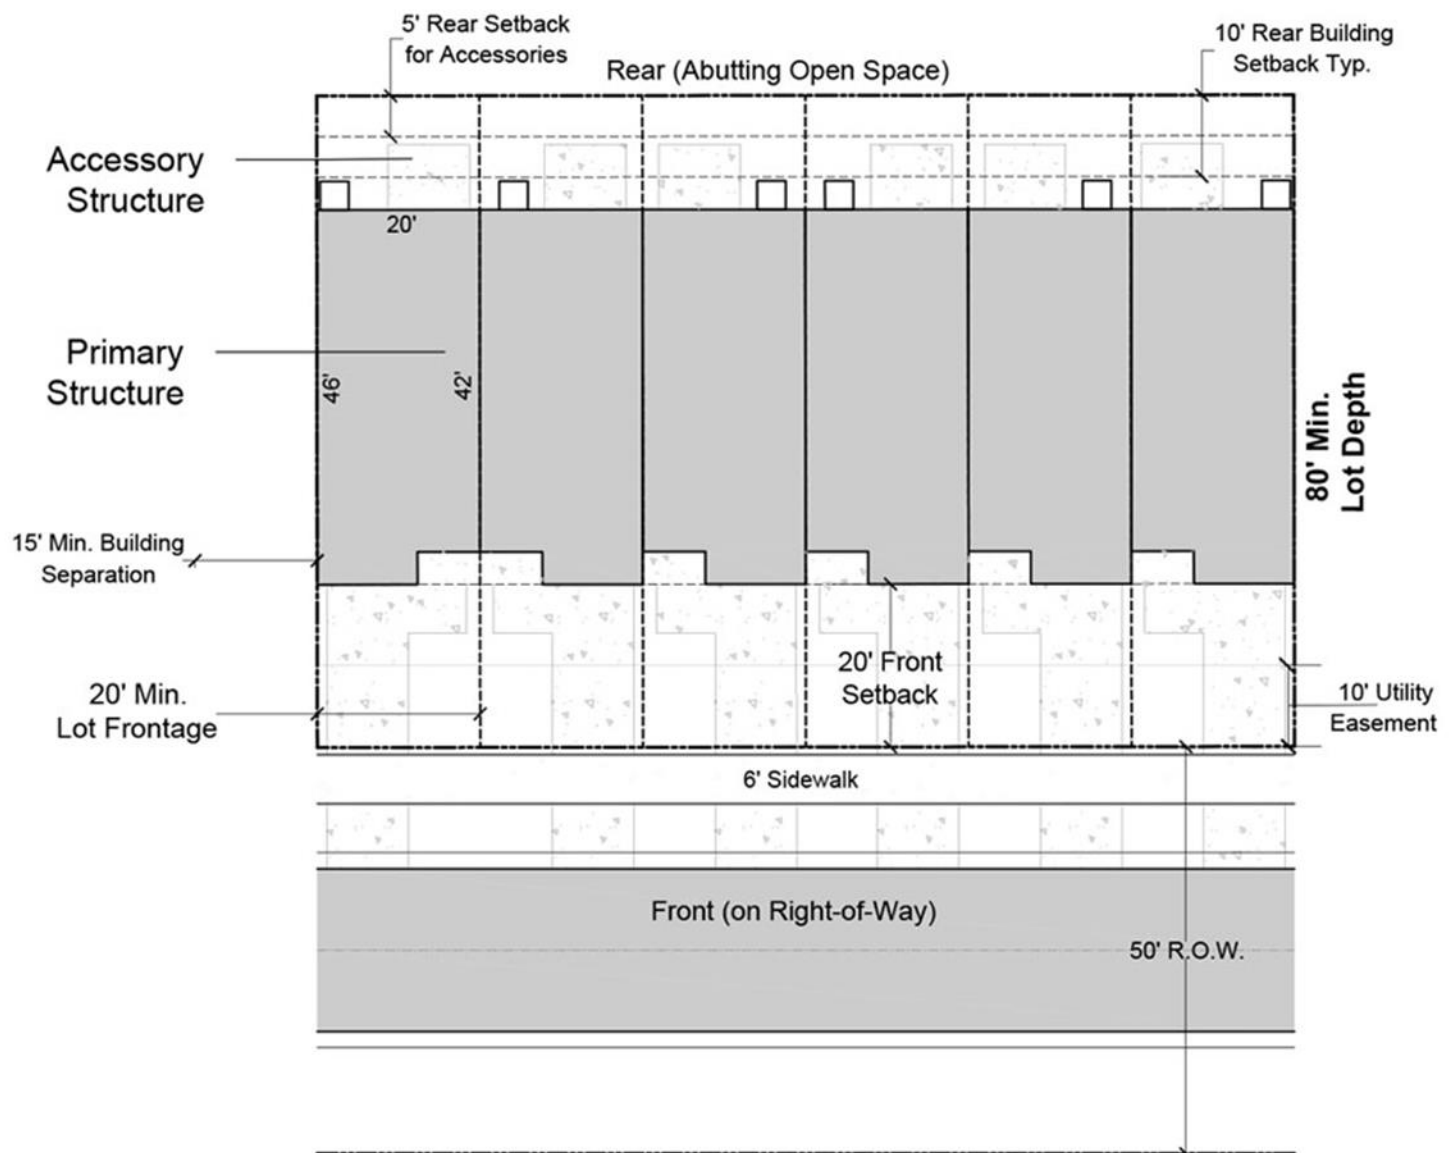 5' Rear Setback
for Accessories
10' Rear Building
Setback Typ.
Rear (Abutting Open Space)
Accessory
Structure
20'
Primary
Structure
46'
42'
80' Min.
Lot Depth
15' Min. Building
Separation
20' Front
Setback
20' Min.
Lot Frontage
10' Utility
Easement
6' Sidewalk
Front (on Right-of-Way)
50' R.O.W.